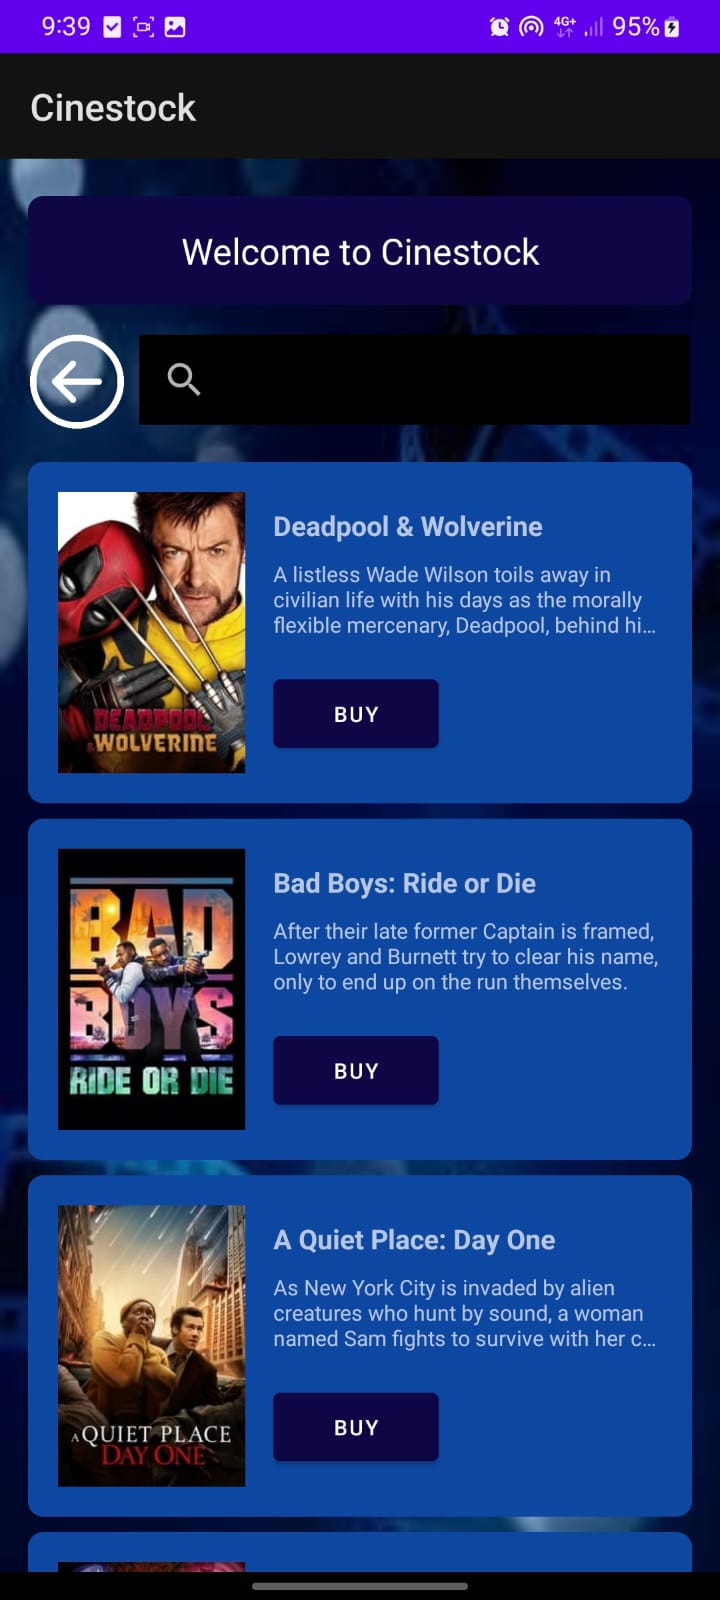 9:39
4G+
95%
Cinestock
Welcome to Cinestock
Deadpool & Wolverine
A listless Wade Wilson toils away in
civilian life with his days as the morally
flexible mercenary, Deadpool, behind hi…
DEADPOOL
& WOLVERINE
BUY
Bad Boys: Ride or Die
After their late former Captain is framed,
Lowrey and Burnett try to clear his name,
only to end up on the run themselves.
BAD
BOYS
RIDE OR DIE
BUY
A Quiet Place: Day One
As New York City is invaded by alien
creatures who hunt by sound, a woman
named Sam fights to survive with her c…
A QUIET PLACE
DAY ONE
BUY